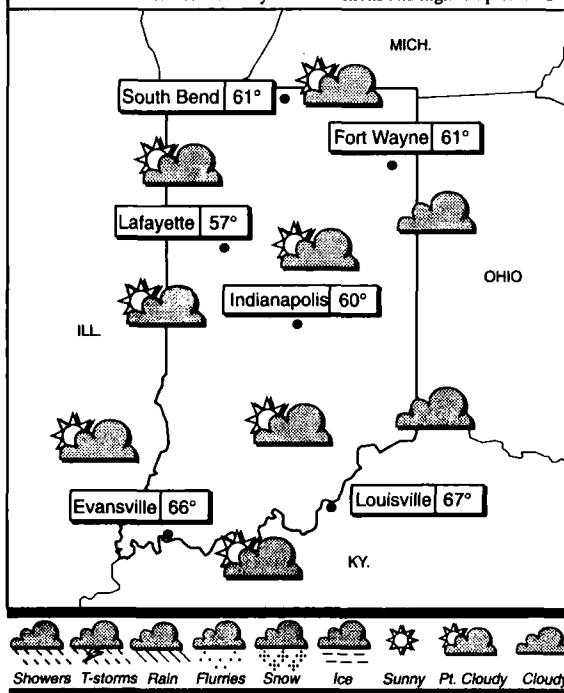 MICH.
South Bend 61°
Fort Wayne 61°
Lafayette 57°
OHIO
Indianapolis 60°
ILL.
Evansville 66°
Louisville 67°
KY.
Showers T-storms Rain Flurries Snow Ice Sunny Pt. Cloudy Cloudy